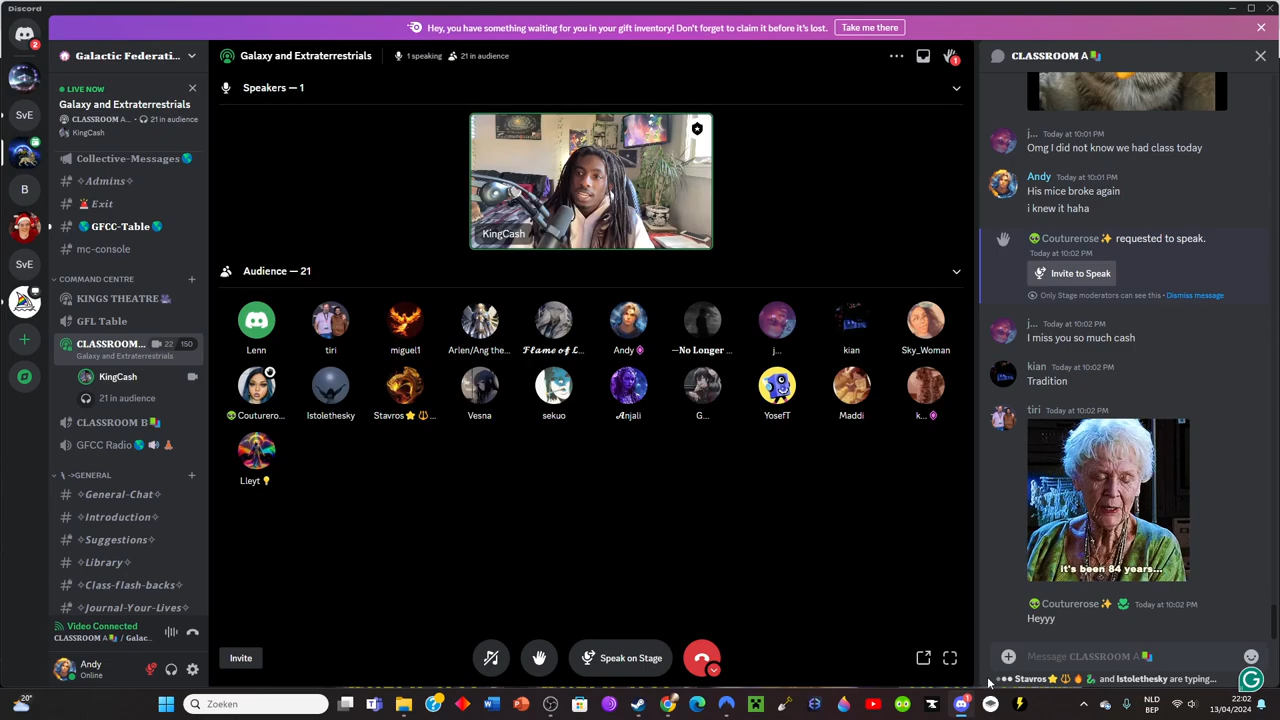 Discord
Hey, you have something waiting for you in your gift inventory! Don't forget to claim it before it's lost.
Take me there
2
Galactic Federati...
LIVE NOW
Galaxy and Extraterrestrials
CLASSROOM A... • 21 in audience
KingCash
Collective-Messages
✧Admins✧
Exit
GFCC-Table
mc-console
COMMAND CENTRE
KINGS THEATRE
GFL Table
CLASSROOM... 22 150
Galaxy and Extraterrestrials
KingCash
21 in audience
CLASSROOM B
GFCC Radio
\ ->GENERAL
✧General-Chat✧
✧Introduction✧
✧Suggestions✧
✧Library✧
✧Class-flash-backs✧
✧Journal-Your-Lives✧
Video Connected
CLASSROOM A / Galac...
Andy
Online
SvE
B
SvE
Galaxy and Extraterrestrials
1 speaking 21 in audience
1
Speakers — 1
KingCash
Audience — 21
Lenn
tiri
miguel1
Arlen/Ang the...
𝓕𝓵𝓪𝓶𝓮 𝓸𝓯 𝓛...
Andy
—No Longer ...
j...
kian
Sky_Woman
Couturero...
Istolethesky
Stavros ...
Vesna
sekuo
𝓐njali
G...
YosefT
Maddi
k...
Lleyt
Invite
Speak on Stage
CLASSROOM A
j... Today at 10:01 PM
Omg I did not know we had class today
Andy Today at 10:01 PM
His mice broke again
i knew it haha
Couturerose✨ requested to speak.
Today at 10:02 PM
Invite to Speak
Only Stage moderators can see this • Dismiss message
j... Today at 10:02 PM
I miss you so much cash
kian Today at 10:02 PM
Tradition
tiri Today at 10:02 PM
It's been 84 years...
Couturerose✨ Today at 10:02 PM
Heyyy
Message CLASSROOM A
Stavros and Istolethesky are typing...
20°
Zoeken
1
NLD
BEP
22:02
13/04/2024